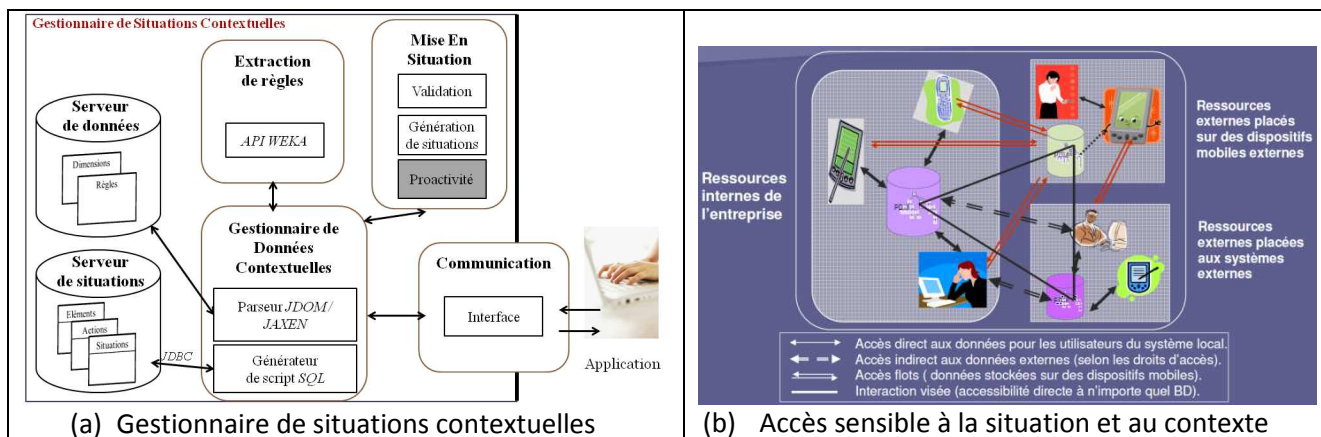 Gestionnaire de Situations Contextuelles
Mise En
Situation
Validation
Génération
de situations
Proactivité
Extraction
de règles
API WEKA
Serveur
de données
Dimensions
Règles
Gestionnaire de
Données
Contextuelles
Parseur JDOM /
JAXEN
Générateur
de script SQL
Serveur
de situations
Eléments
Actions
Situations
JDBC
Communication
Interface
Application
(a) Gestionnaire de situations contextuelles
Ressources
internes de
l'entreprise
Ressources
externes placés
sur des dispositifs
mobiles externes
Ressources
externes placées
aux systèmes
externes
Accès direct aux données pour les utilisateurs du système local.
Accès indirect aux données externes (selon les droits d'accès).
Accès flots ( données stockées sur des dispositifs mobiles).
Interaction visée (accessibilité directe à n'importe quel BD).
(b) Accès sensible à la situation et au contexte